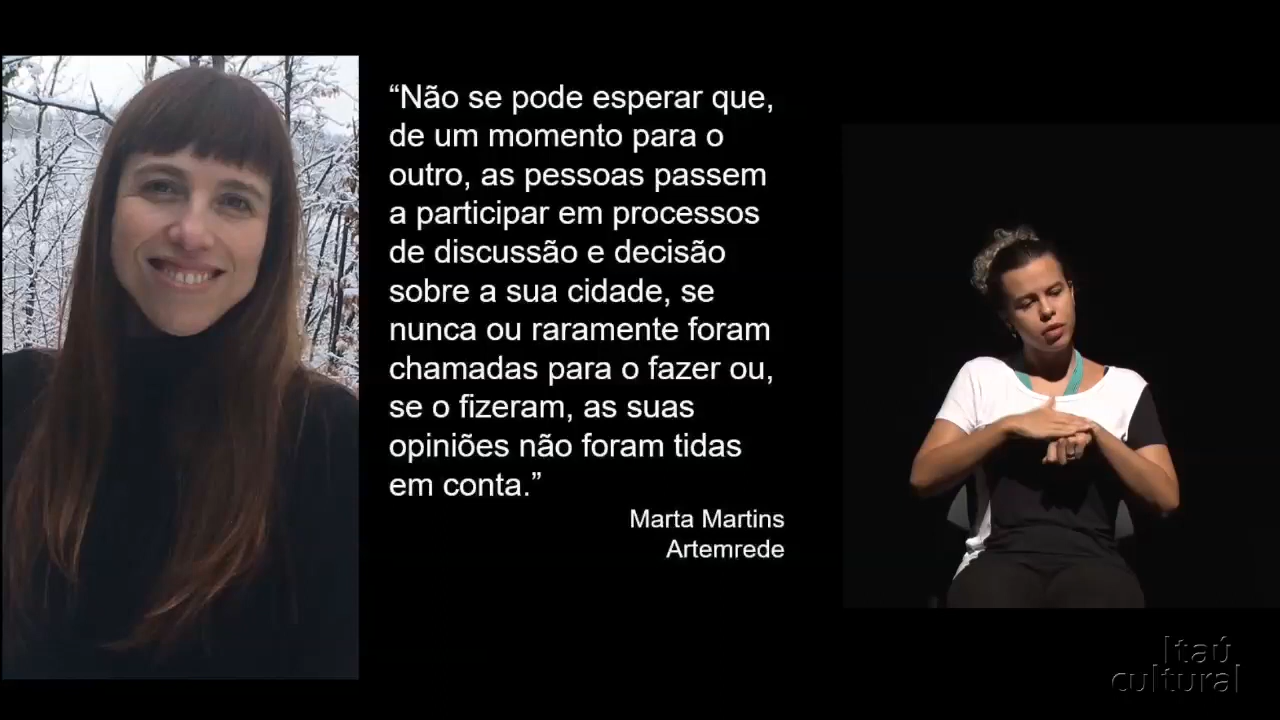 “Não se pode esperar que,
de um momento para o
outro, as pessoas passem
a participar em processos
de discussão e decisão
sobre a sua cidade, se
nunca ou raramente foram
chamadas para o fazer ou,
se o fizeram, as suas
opiniões não foram tidas
em conta.”
Marta Martins
Artemrede
Itaú
cultural